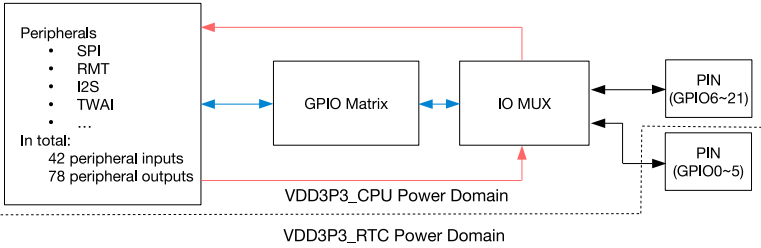 Peripherals
• SPI
• RMT
• I2S
• TWAI
• ...
In total:
42 peripheral inputs
78 peripheral outputs
GPIO Matrix
IO MUX
PIN
(GPIO6~21)
PIN
(GPIO0~5)
VDD3P3_CPU Power Domain
VDD3P3_RTC Power Domain